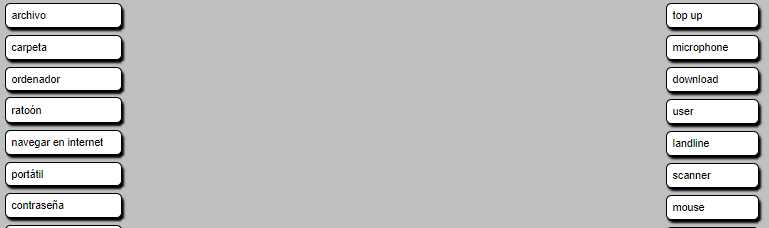 archivo
carpeta
ordenador
ratoón
navegar en internet
portátil
contraseña
top up
microphone
download
user
landline
scanner
mouse